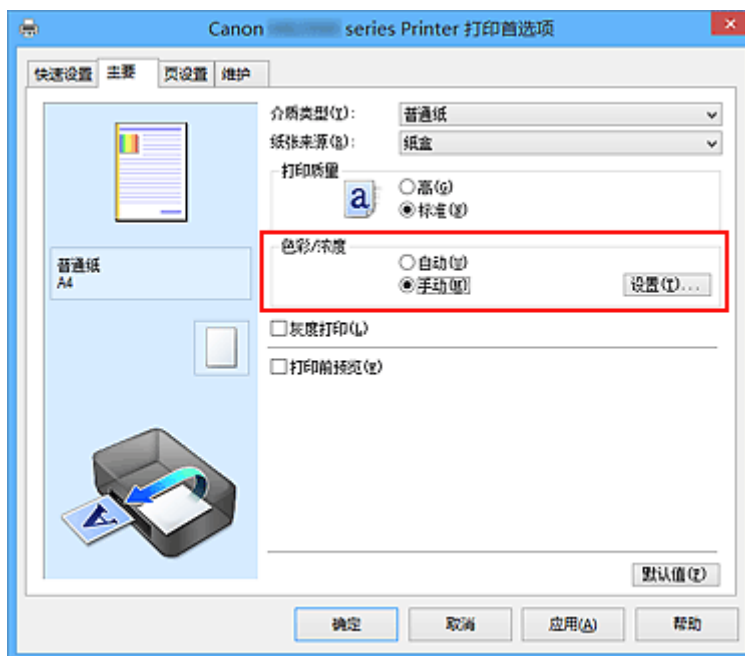 Canon series Printer 打印首选项
快速设置 主要 页设置 维护
介质类型(Y): 普通纸
纸张来源(R): 纸盒
打印质量
a
高(G)
标准(S)
色彩/浓度
自动(U)
手动(M) 设置(T)...
普通纸
A4
灰度打印(L)
打印前预览(E)
A
默认值(F)
确定 取消 应用(A) 帮助